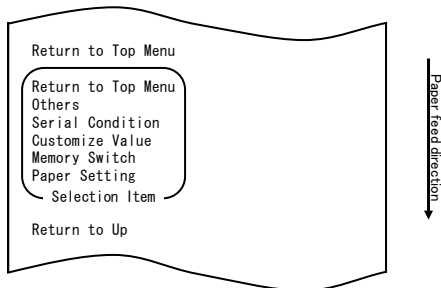 Return to Top Menu
Return to Top Menu
Others
Serial Condition
Customize Value
Memory Switch
Paper Setting
Selection Item
Return to Up
Paper feed direction